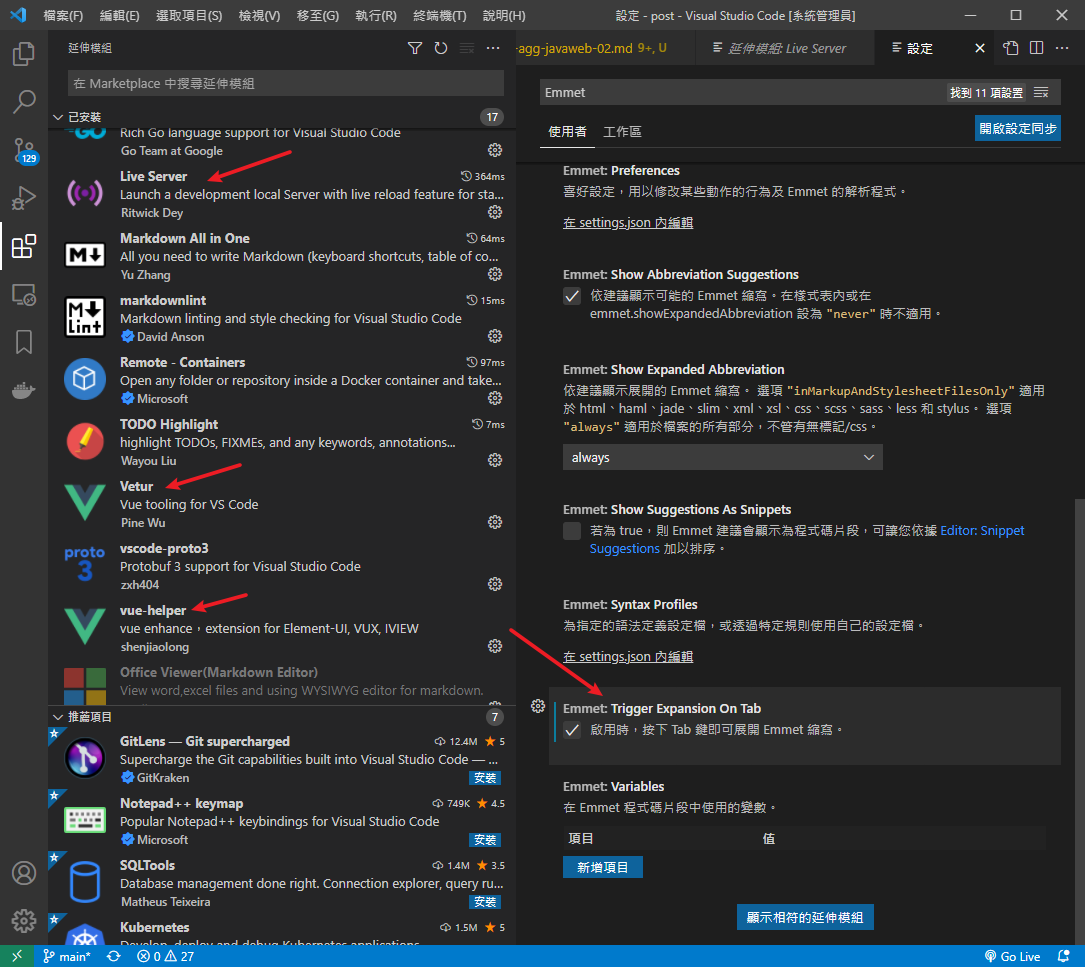 檔案(F) 編輯(E) 選取項目(S) 檢視(V) 移至(G) 執行(R) 終端機(T) 說明(H) 設定 - post - Visual Studio Code [系統管理員]
延伸模組
在 Marketplace 中搜尋延伸模組
已安裝 17
GO
Rich Go language support for Visual Studio Code
Go Team at Google
Live Server 364ms
Launch a development local Server with live reload feature for sta...
Ritwick Dey
Markdown All in One 64ms
All you need to write Markdown (keyboard shortcuts, table of co...
Yu Zhang
markdownlint 15ms
Markdown linting and style checking for Visual Studio Code
Lint
David Anson
Remote - Containers 97ms
Open any folder or repository inside a Docker container and take...
Microsoft
TODO Highlight 7ms
highlight TODOs, FIXMEs, and any keywords, annotations...
Wayou Liu
Vetur
Vue tooling for VS Code
Pine Wu
vscode-proto3
proto
3
Protobuf 3 support for Visual Studio Code
zxh404
vue-helper
vue enhance，extension for Element-UI, VUX, IVIEW
shenjiaolong
Office Viewer(Markdown Editor)
View word,excel files and using WYSIWYG editor for markdown.
推薦項目 7
GitLens — Git supercharged 12.4M 5
Supercharge the Git capabilities built into Visual Studio Code — ...
GitKraken 安裝
Notepad++ keymap 749K 4.5
Popular Notepad++ keybindings for Visual Studio Code
Microsoft 安裝
SQLTools 1.4M 3.5
Database management done right. Connection explorer, query ru...
Matheus Teixeira 安裝
Kubernetes 1.5M 5
Develop, deploy and debug Kubernetes applications
129
-agg-javaweb-02.md 9+, U 延伸模組: Live Server 設定
Emmet 找到 11 項設置
使用者 工作區 開啟設定同步
Emmet: Preferences
喜好設定，用以修改某些動作的行為及 Emmet 的解析程式。
在 settings.json 內編輯
Emmet: Show Abbreviation Suggestions
依建議顯示可能的 Emmet 縮寫。在樣式表內或在
emmet.showExpandedAbbreviation 設為 "never" 時不適用。
Emmet: Show Expanded Abbreviation
依建議顯示展開的 Emmet 縮寫。 選項 "inMarkupAndStylesheetFilesOnly" 適用
於 html、haml、jade、slim、xml、xsl、css、scss、sass、less 和 stylus。 選項
"always" 適用於檔案的所有部分，不管有無標記/css。
always
Emmet: Show Suggestions As Snippets
若為 true，則 Emmet 建議會顯示為程式碼片段，可讓您依據 Editor: Snippet
Suggestions 加以排序。
Emmet: Syntax Profiles
為指定的語法定義設定檔，或透過特定規則使用自己的設定檔。
在 settings.json 內編輯
Emmet: Trigger Expansion On Tab
啟用時，按下 Tab 鍵即可展開 Emmet 縮寫。
Emmet: Variables
在 Emmet 程式碼片段中使用的變數。
項目 值
新增項目
顯示相符的延伸模組
main* 0 27 Go Live